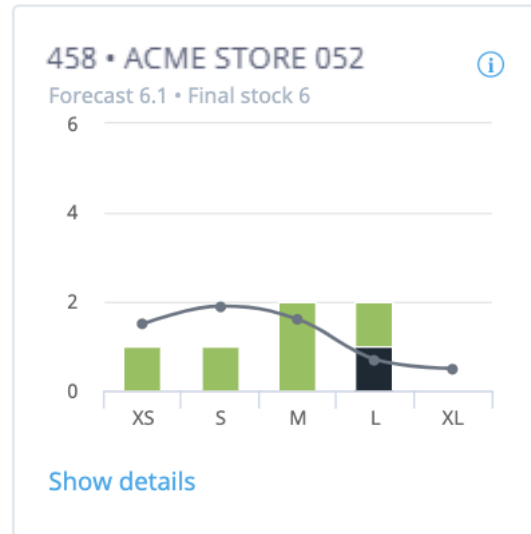 458 • ACME STORE 052
Forecast 6.1 • Final stock 6
6
4
2
0
XS S M L XL
Show details